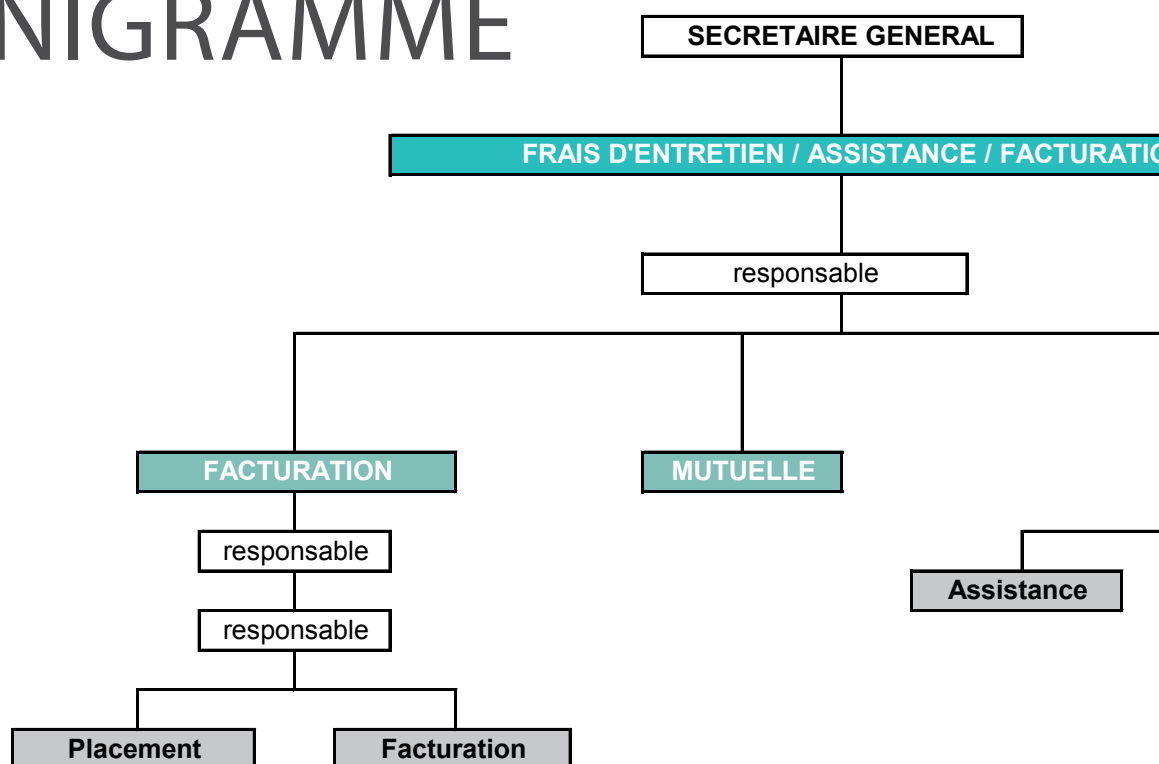 NIGRAMME
SECRETAIRE GENERAL
FRAIS D'ENTRETIEN / ASSISTANCE / FACTURATIO
responsable
FACTURATION
MUTUELLE
responsable
Assistance
responsable
Placement
Facturation